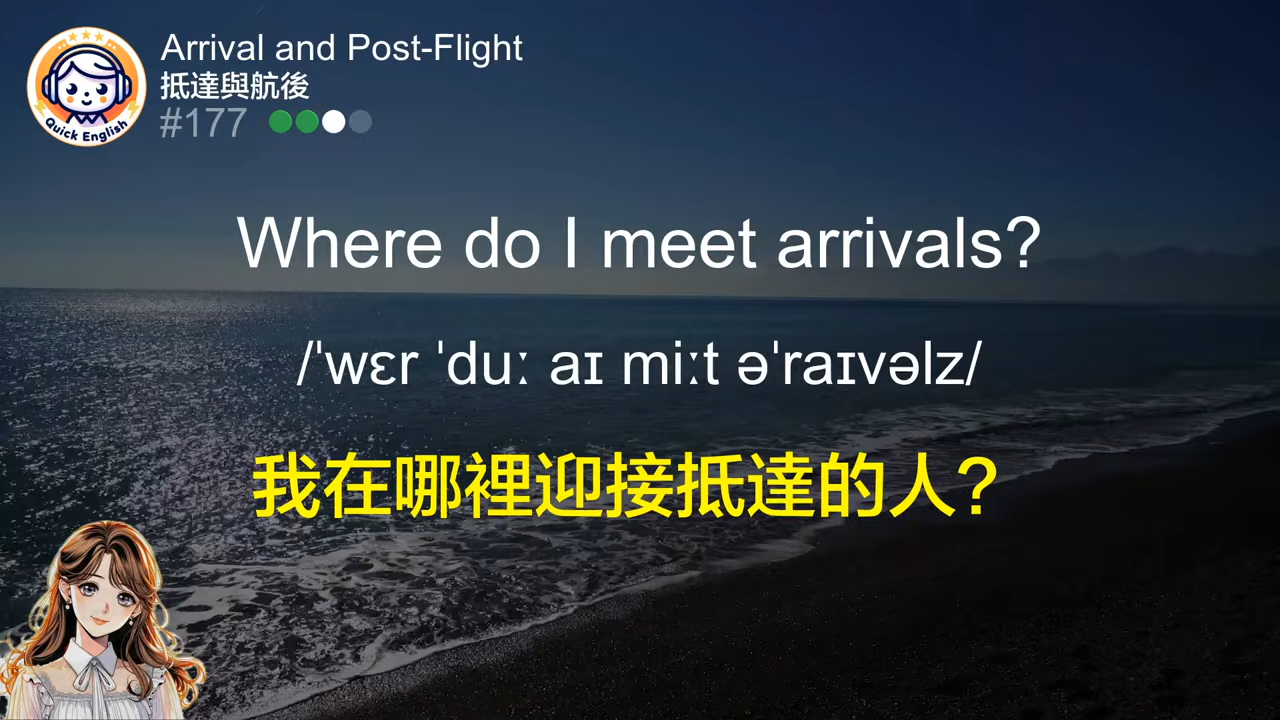 Arrival and Post-Flight
抵達與航後
#177
Quick English
Where do I meet arrivals?
/ˈwɛr ˈduː aɪ miːt əˈraɪvəlz/
我在哪裡迎接抵達的人?